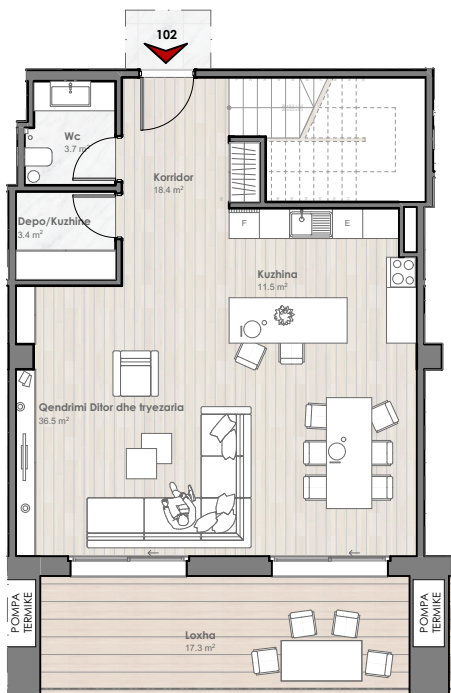 102
Wc
3.7 m²
Korridor
18.4 m²
Depo/Kuzhine
3.4 m²
F
E
Kuzhina
11.5 m²
Qendrimi Ditor dhe tryezaria
36.5 m²
POMPA
TERMIKE
POMPA
TERMIKE
Loxha
17.3 m²